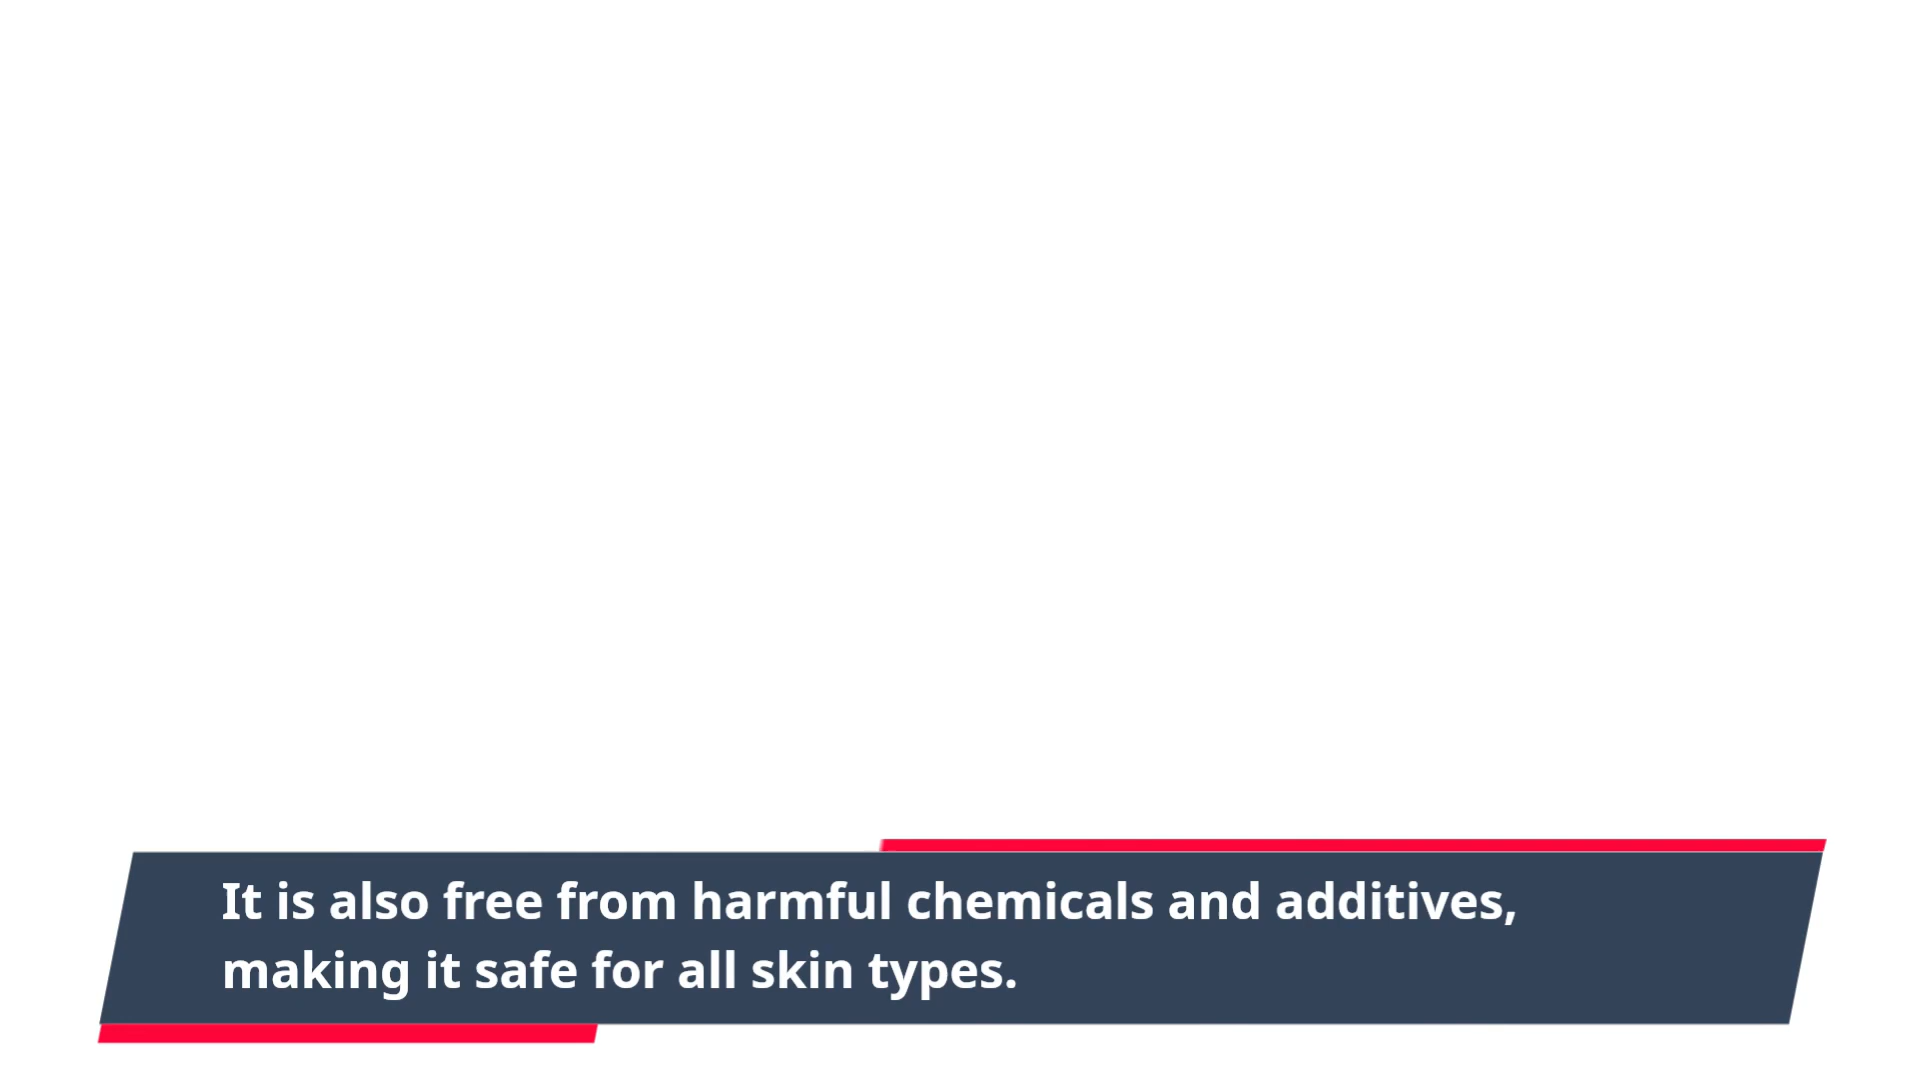 It is also free from harmful chemicals and additives,
making it safe for all skin types.